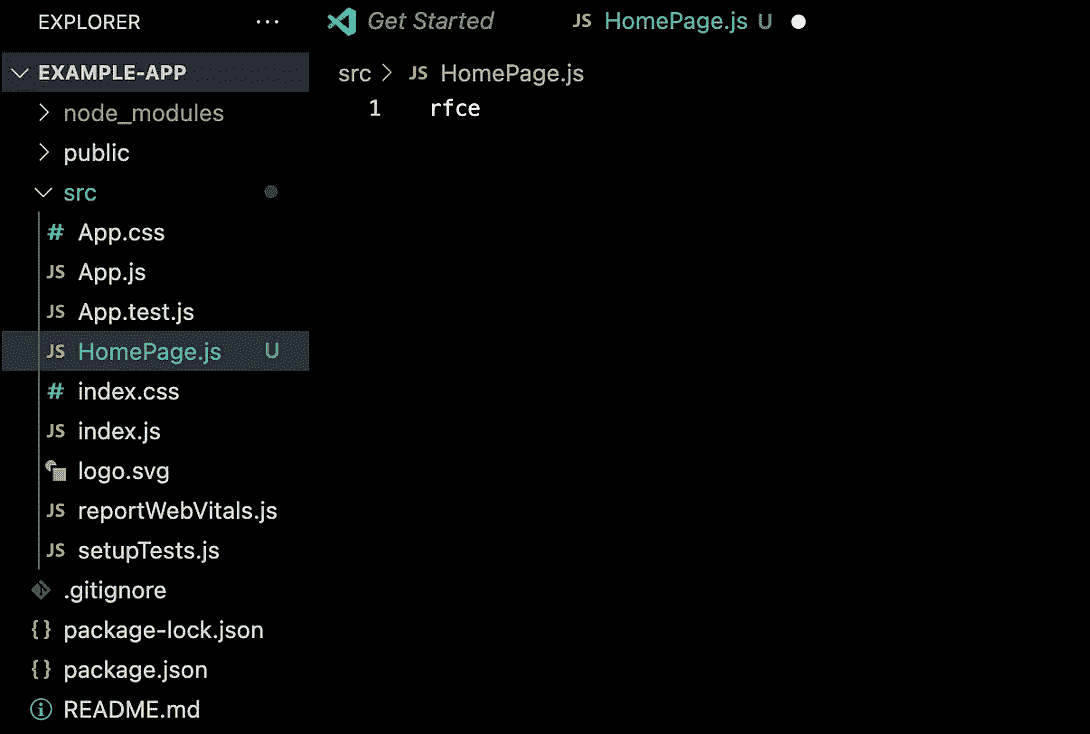 EXPLORER ···
EXAMPLE-APP
node_modules
public
src
# App.css
JS App.js
JS App.test.js
JS HomePage.js U
# index.css
JS index.js
logo.svg
JS reportWebVitals.js
JS setupTests.js
.gitignore
{} package-lock.json
{} package.json
README.md
Get Started JS HomePage.js U
src > JS HomePage.js
1 rfce